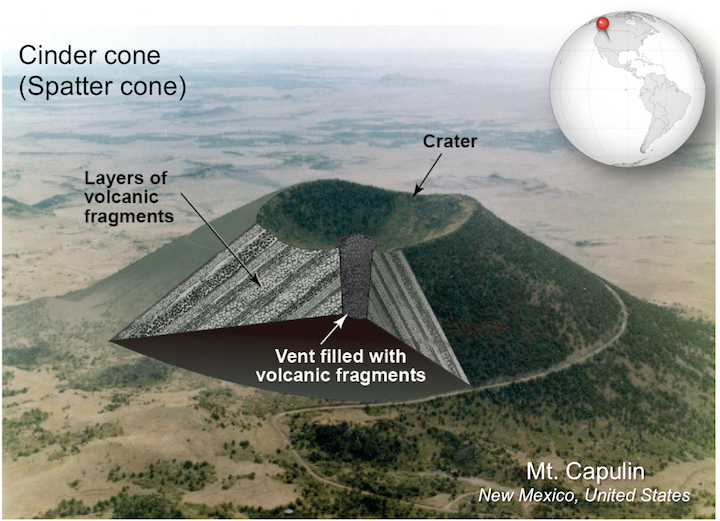 Cinder cone
(Spatter cone)
Crater
Layers of
volcanic
fragments
Vent filled with
volcanic fragments
Mt. Capulin
New Mexico, United States